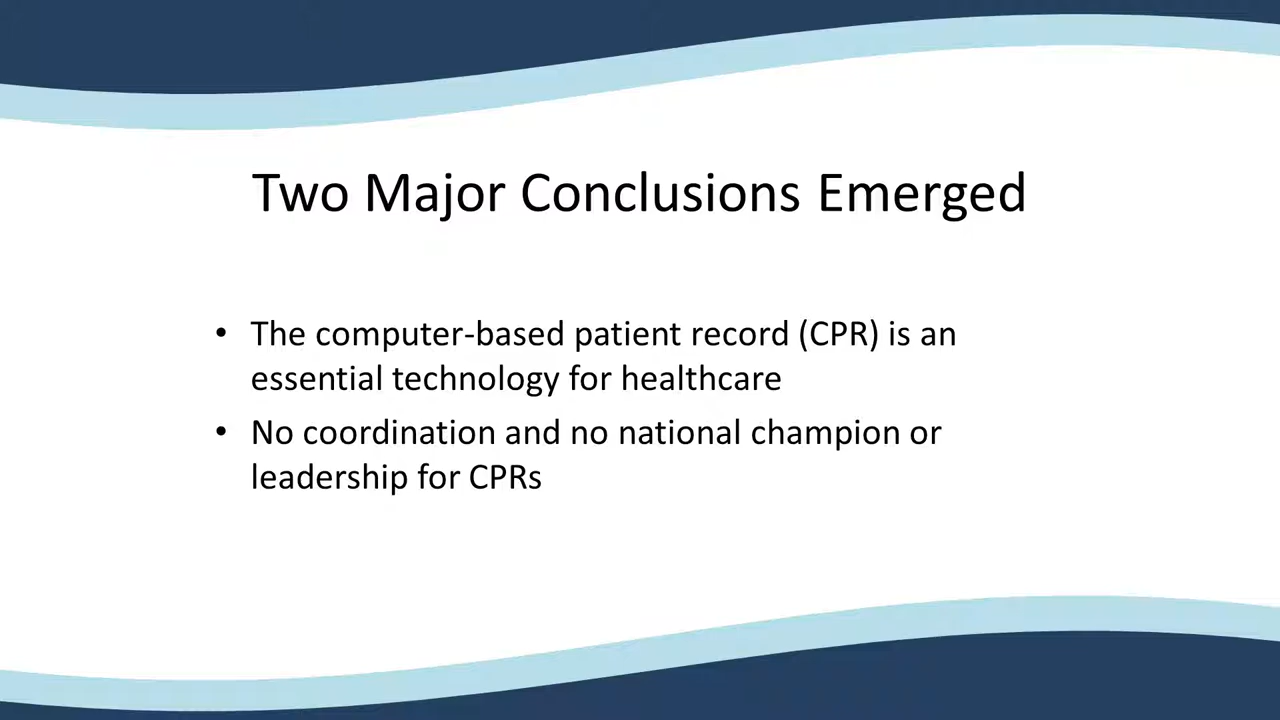 Two Major Conclusions Emerged
• The computer-based patient record (CPR) is an
essential technology for healthcare
• No coordination and no national champion or
leadership for CPRs